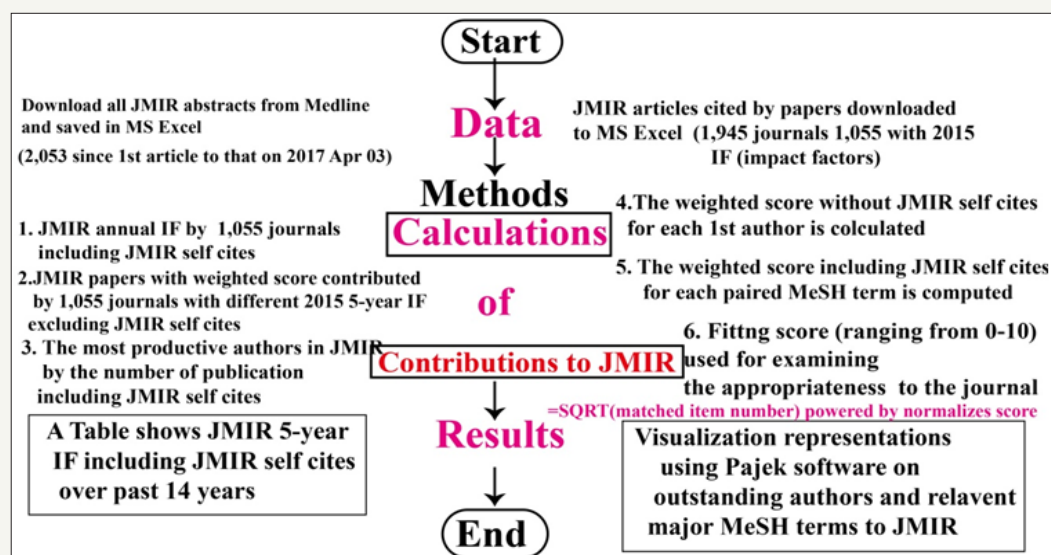 Start
Download all JMIR abstracts from Medline
and saved in MS Excel
(2,053 since 1st article to that on 2017 Apr 03)
Data
JMIR articles cited by papers downloaded
to MS Excel (1,945 journals 1,055 with 2015
IF (impact factors)
Methods
Calculations
1. JMIR annual IF by 1,055 journals
including JMIR self cites
2.JMIR papers with weighted score contributed
by 1,055 journals with different 2015 5-year IF
excluding JMIR self cites
3. The most productive authors in JMIR
by the number of publication
including JMIR self cites
4.The weighted score without JMIR self cites
for each 1st author is colculated
5. The weighted score including JMIR self cites
for each paired MeSH term is computed
of
6. Fittng score (ranging from 0-10)
used for examining
the appropriateness to the journal
=SQRT(matched item number) powered by normalizes score
Contributions to JMIR
Results
A Table shows JMIR 5-year
IF including JMIR self cites
over past 14 years
Visualization representations
using Pajek software on
outstanding authors and relavent
major MeSH terms to JMIR
End